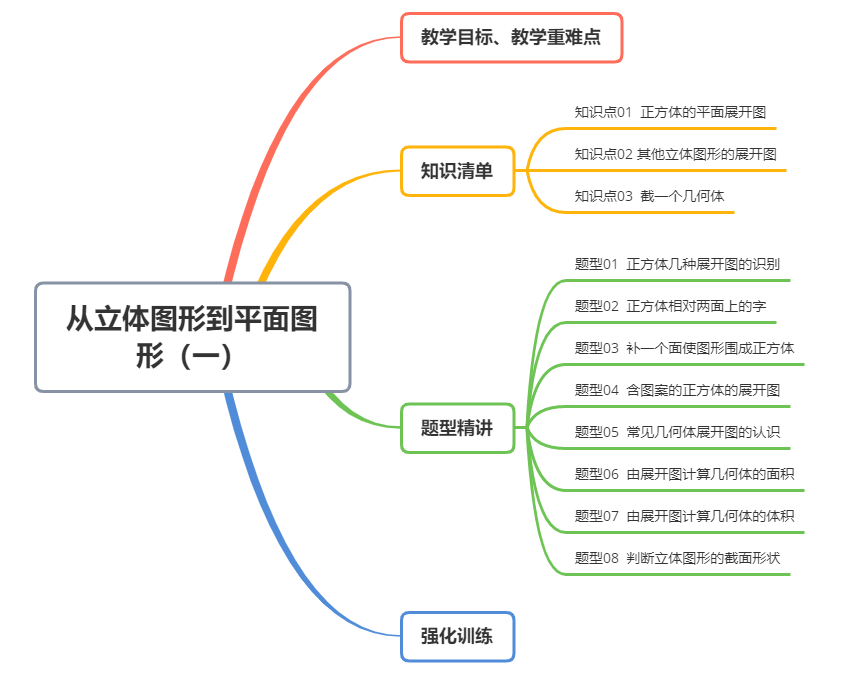 教学目标、教学重难点
知识清单
知识点01  正方体的平面展开图
知识点02 其他立体图形的展开图
知识点03  截一个几何体
从立体图形到平面图
形（一）
题型精讲
题型01  正方体几种展开图的识别
题型02  正方体相对两面上的字
题型03  补一个面使图形围成正方体
题型04  含图案的正方体的展开图
题型05  常见几何体展开图的认识
题型06  由展开图计算几何体的面积
题型07  由展开图计算几何体的体积
题型08  判断立体图形的截面形状
强化训练